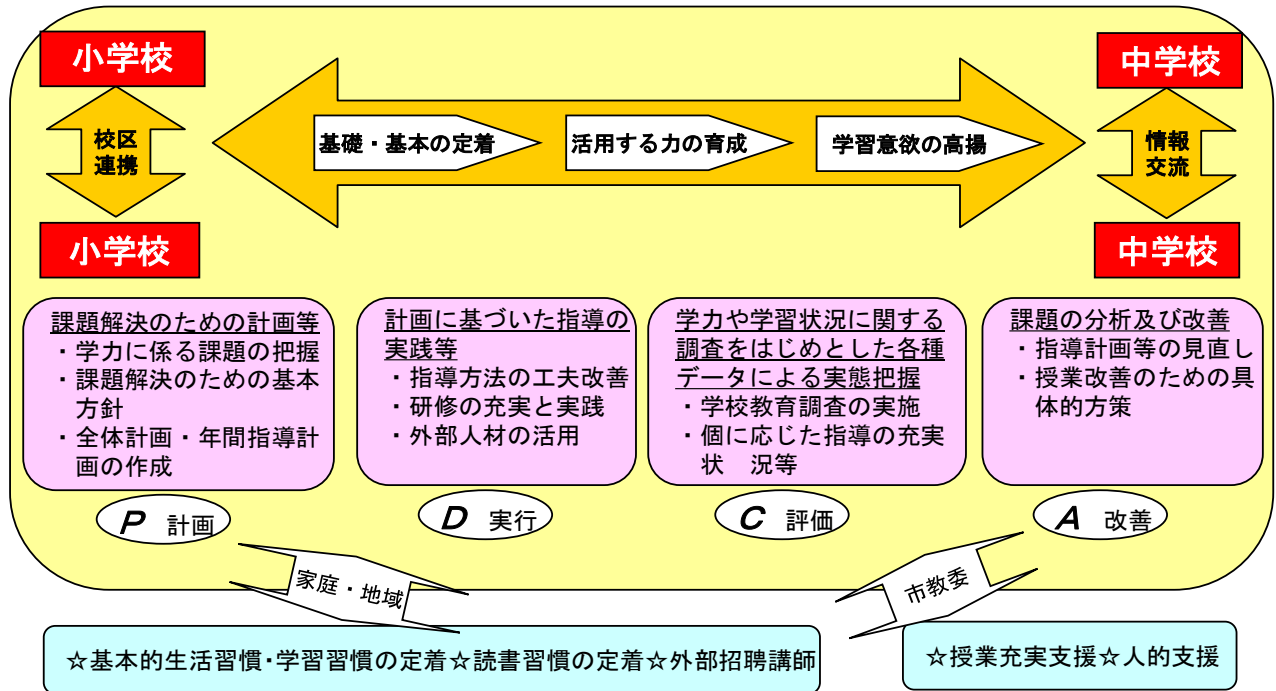 小学校
中学校
校区
連携
基礎・基本の定着
活用する力の育成
学習意欲の高揚
情報
交流
小学校
中学校
課題解決のための計画等
・学力に係る課題の把握
・課題解決のための基本
方針
・全体計画・年間指導計
画の作成
計画に基づいた指導の
実践等
・指導方法の工夫改善
・研修の充実と実践
・外部人材の活用
学力や学習状況に関する
調査をはじめとした各種
データによる実態把握
・学校教育調査の実施
・個に応じた指導の充実
状　況等
課題の分析及び改善
・指導計画等の見直し
・授業改善のための具
体的方策
P 計画
D 実行
C 評価
A 改善
家庭・地域
市教委
☆基本的生活習慣・学習習慣の定着☆読書習慣の定着☆外部招聘講師
☆授業充実支援☆人的支援